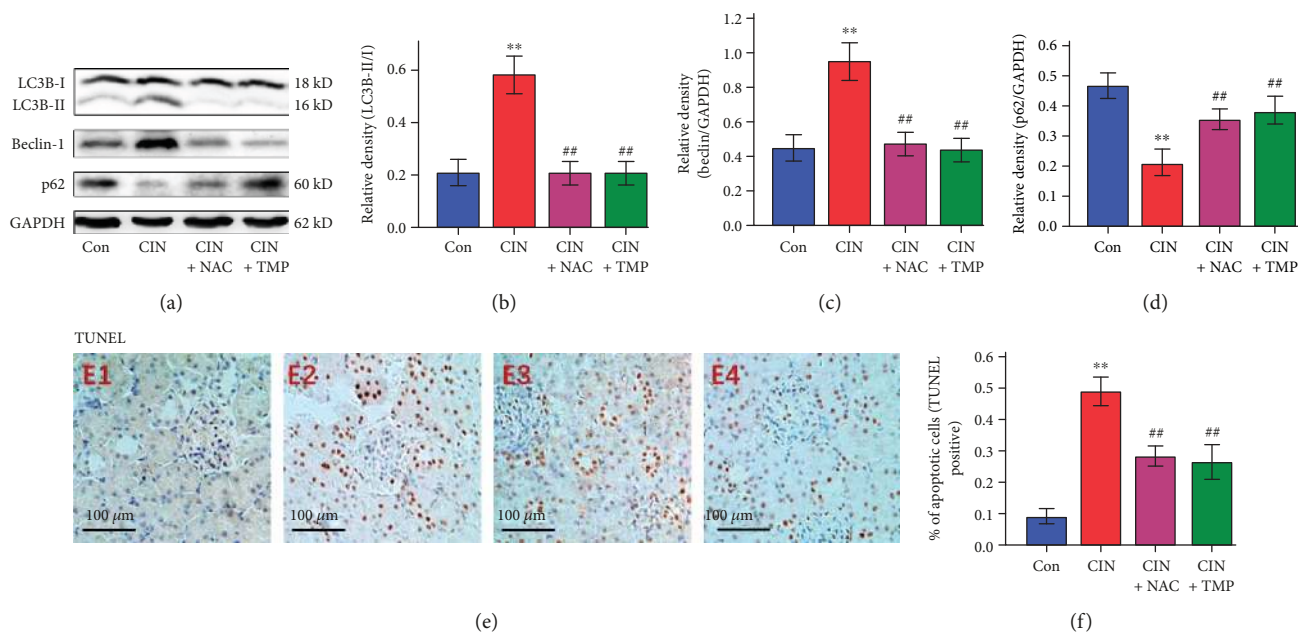 LC3B-I
LC3B-II
Beclin-1
p62
GAPDH
18 kD
16 kD
60 kD
62 kD
Con
CIN
CIN + NAC
CIN + TMP
(a)
Relative density (LC3B-II/I)
0.6
0.4
0.2
0.0
**
##
##
Con
CIN
CIN + NAC
CIN + TMP
(b)
Relative density
(beclin/GAPDH)
1.2
1.0
0.8
0.6
0.4
0.2
0.0
**
##
##
Con
CIN
CIN + NAC
CIN + TMP
(c)
Relative density (p62/GAPDH)
0.6
0.5
0.4
0.3
0.2
0.1
0.0
**
##
##
Con
CIN
CIN + NAC
CIN + TMP
(d)
TUNEL
E1
100 μm
E2
100 μm
E3
100 μm
E4
100 μm
(e)
% of apoptotic cells (TUNEL
positive)
0.6
0.5
0.4
0.3
0.2
0.1
0.0
**
##
##
Con
CIN
CIN + NAC
CIN + TMP
(f)